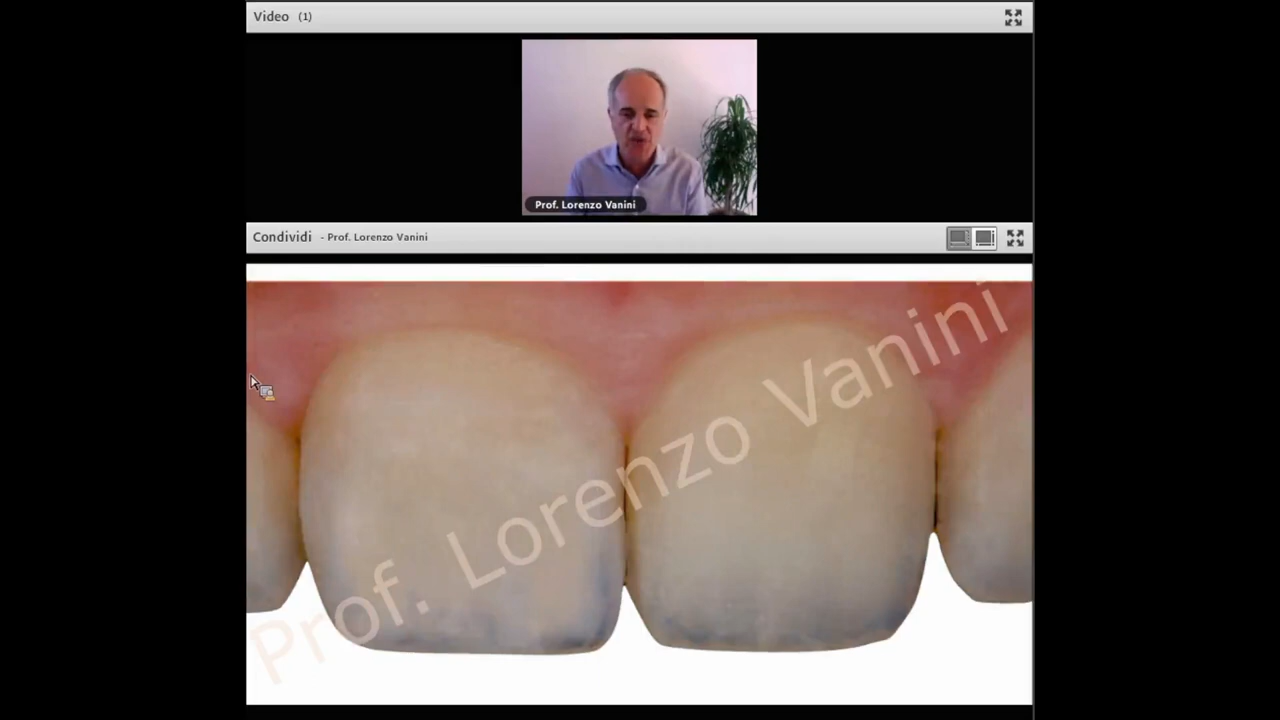 Video (1)
Prof. Lorenzo Vanini
Condividi - Prof. Lorenzo Vanini
Prof. Lorenzo Vanini